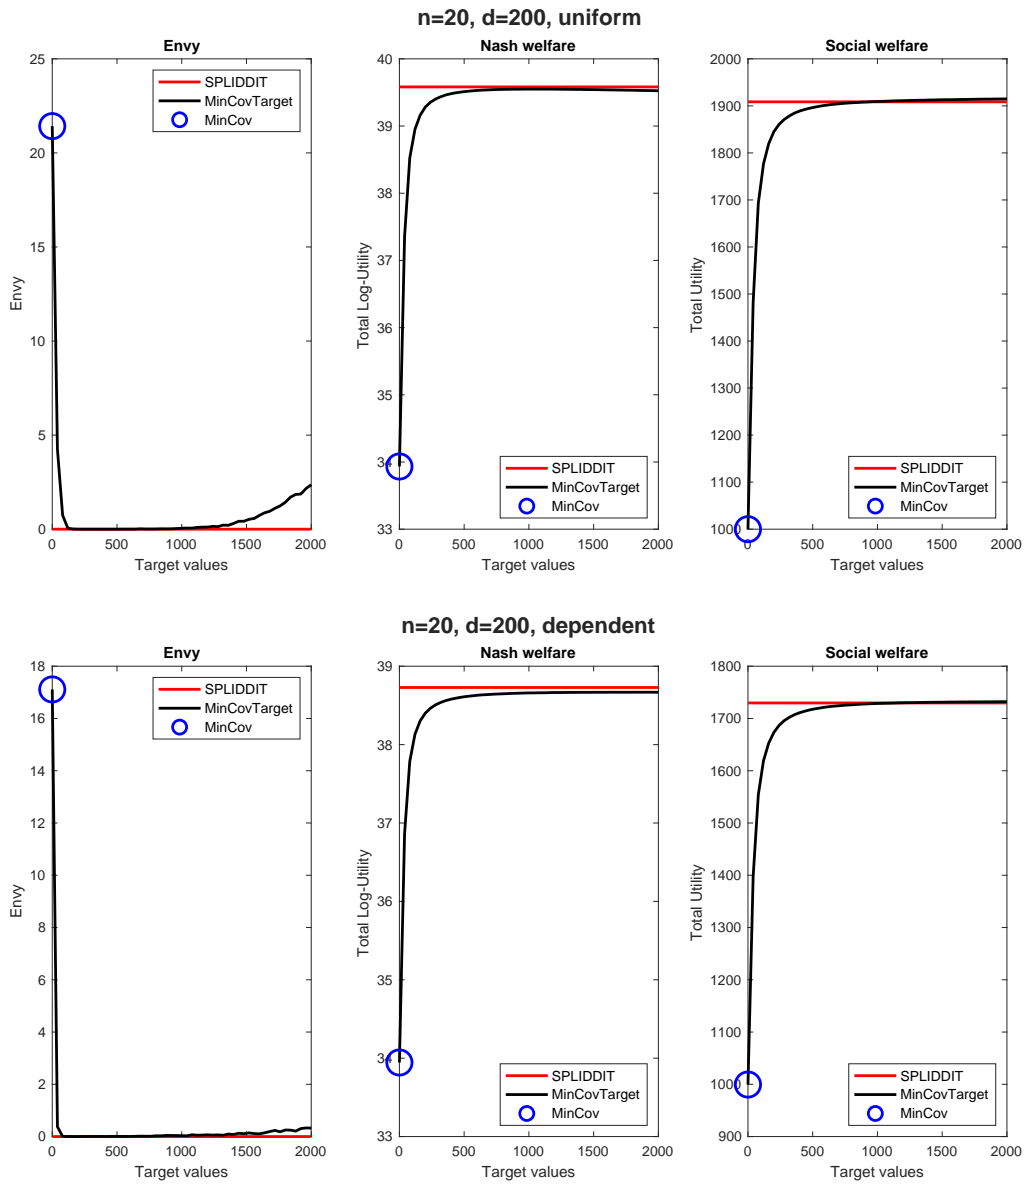 n=20, d=200, uniform
Envy
Nash welfare
Social welfare
25
20
15
10
5
0
Envy
0 500 1000 1500 2000
Target values
SPLIDDIT
MinCovTarget
MinCov
40
39
38
37
36
35
34
33
Total Log-Utility
0 500 1000 1500 2000
Target values
SPLIDDIT
MinCovTarget
MinCov
2000
1900
1800
1700
1600
1500
1400
1300
1200
1100
1000
Total Utility
0 500 1000 1500 2000
Target values
SPLIDDIT
MinCovTarget
MinCov
n=20, d=200, dependent
Envy
Nash welfare
Social welfare
18
16
14
12
10
8
6
4
2
0
Envy
0 500 1000 1500 2000
Target values
SPLIDDIT
MinCovTarget
MinCov
39
38
37
36
35
34
33
Total Log-Utility
0 500 1000 1500 2000
Target values
SPLIDDIT
MinCovTarget
MinCov
1800
1700
1600
1500
1400
1300
1200
1100
1000
900
Total Utility
0 500 1000 1500 2000
Target values
SPLIDDIT
MinCovTarget
MinCov